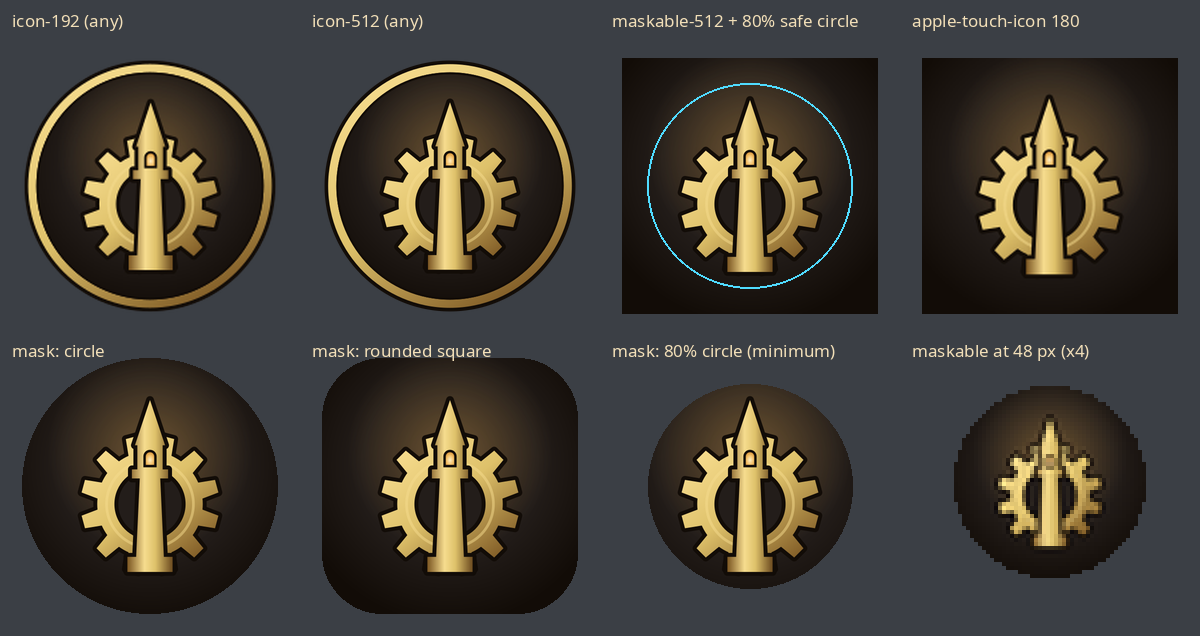 icon-192 (any)
icon-512 (any)
maskable-512 + 80% safe circle
apple-touch-icon 180
mask: circle
mask: rounded square
mask: 80% circle (minimum)
maskable at 48 px (x4)